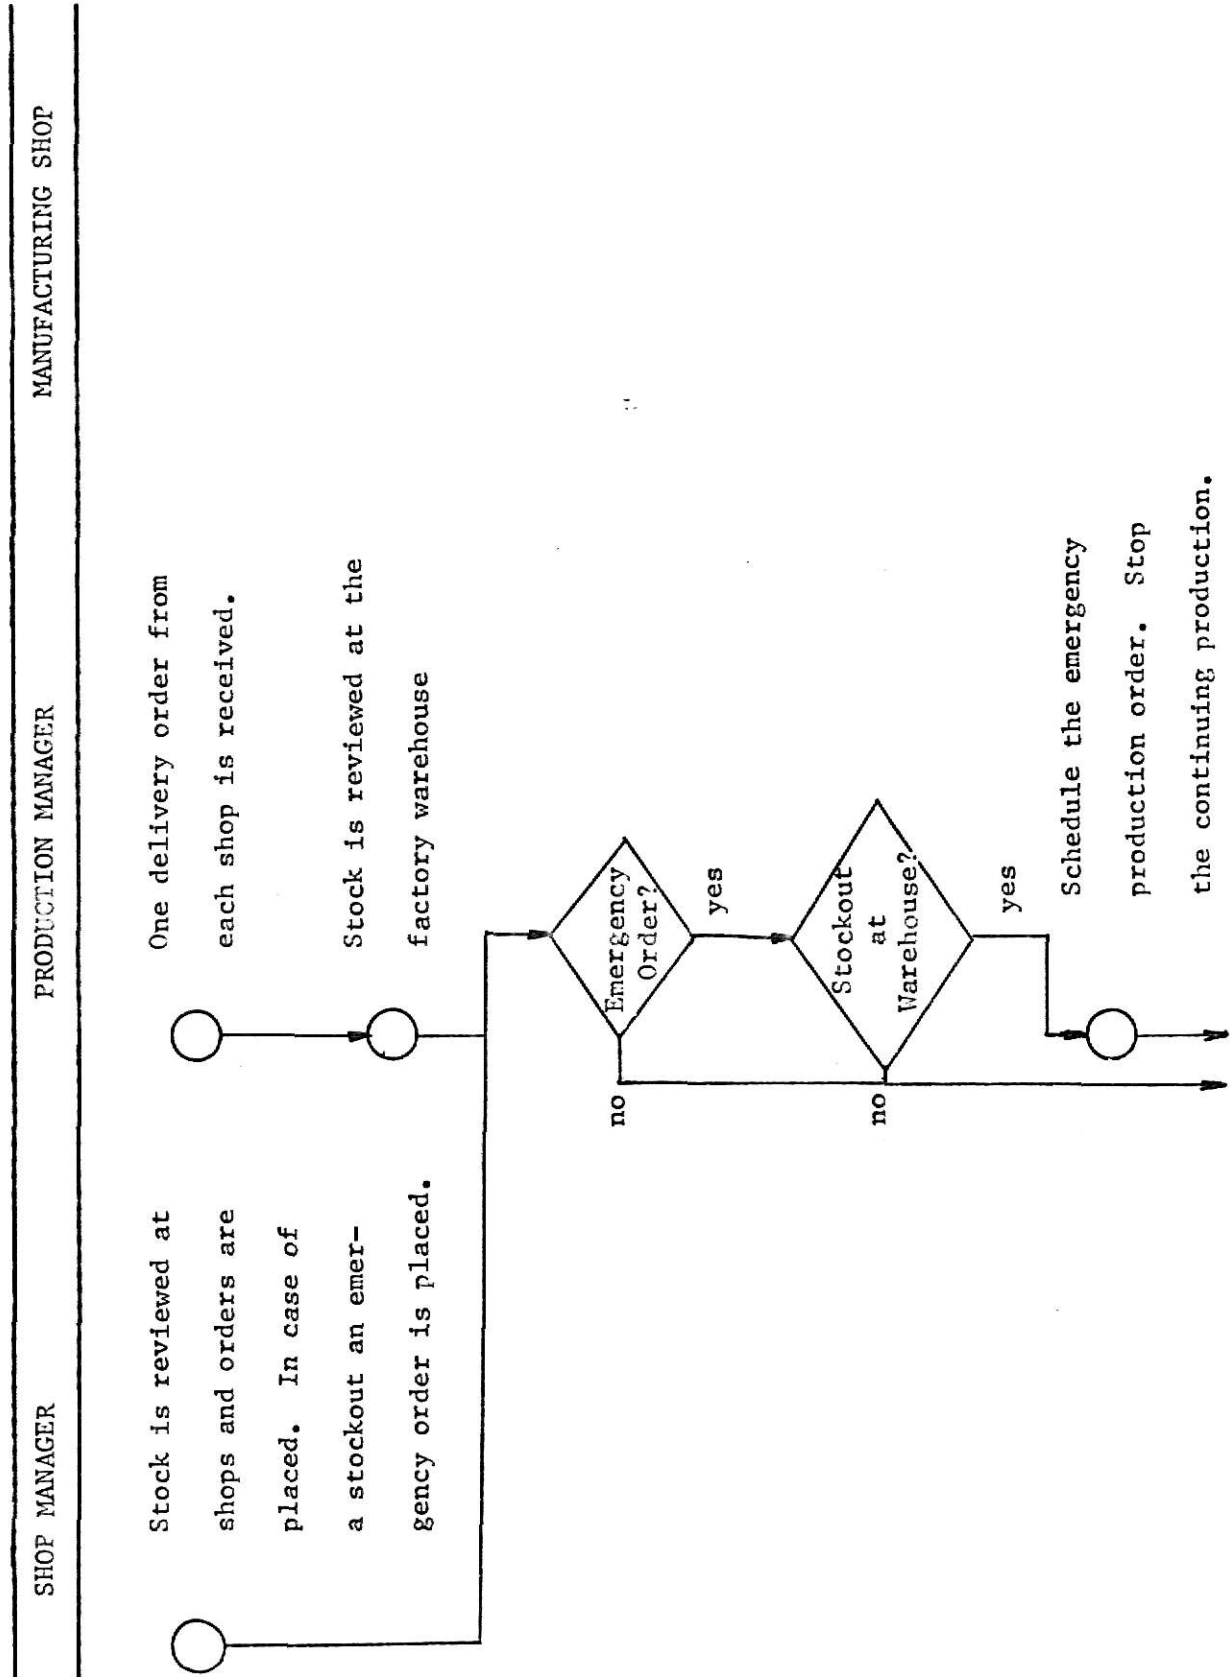 SHOP MANAGER
PRODUCTION MANAGER
MANUFACTURING SHOP
Stock is reviewed at
shops and orders are
placed. In case of
a stockout an emer-
gency order is placed.
One delivery order from
each shop is received.
Stock is reviewed at the
factory warehouse
Emergency
Order?
no
yes
Stockout
at
Warehouse?
no
yes
Schedule the emergency
production order. Stop
the continuing production.